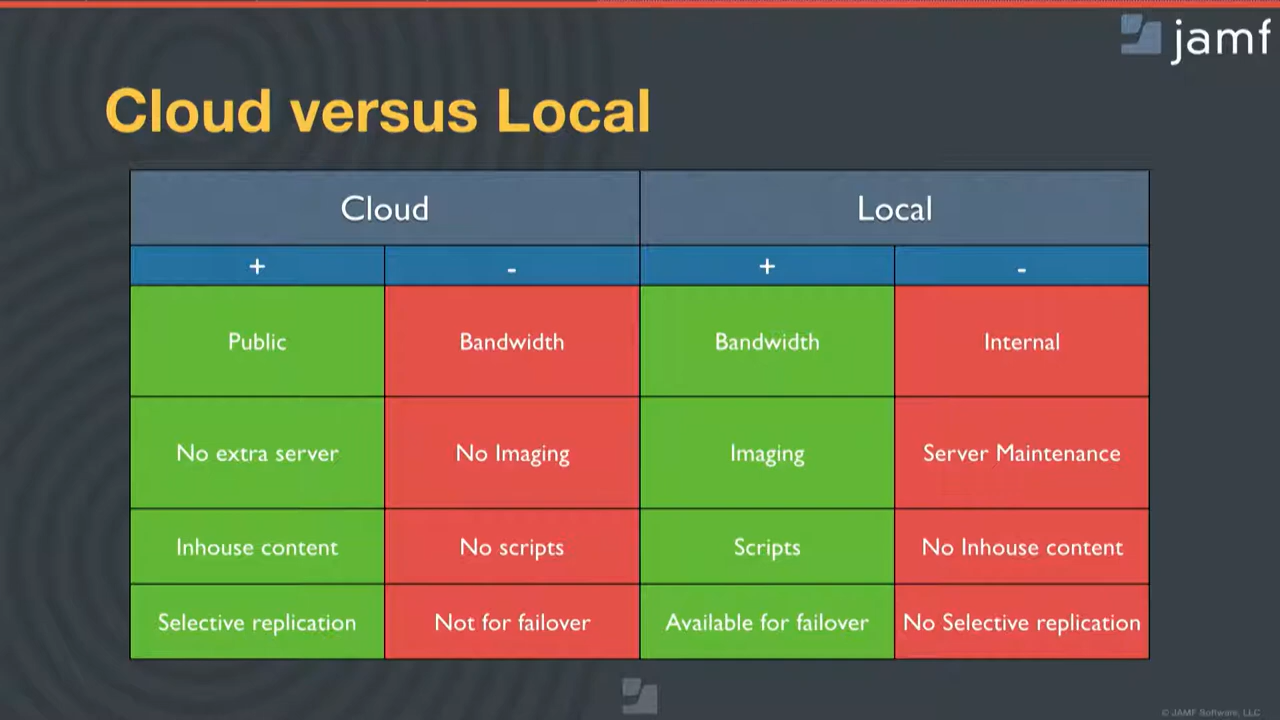 jamf
Cloud versus Local
Cloud Local
+ - + -
Public Bandwidth Bandwidth Internal
No extra server No Imaging Imaging Server Maintenance
Inhouse content No scripts Scripts No Inhouse content
Selective replication Not for failover Available for failover No Selective replication
© JAMF Software, LLC